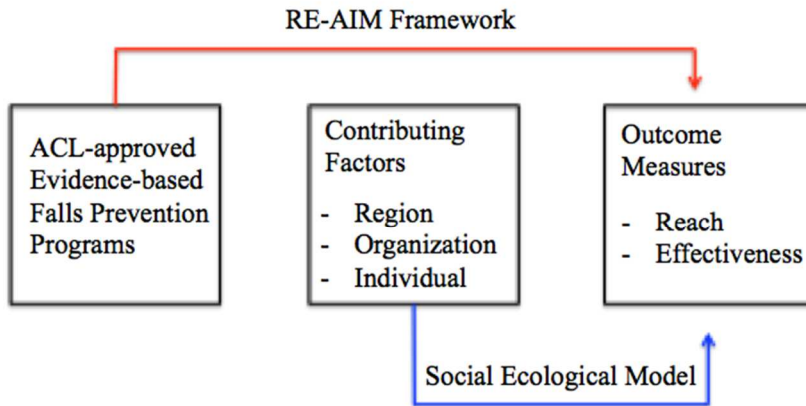 RE-AIM Framework
ACL-approved
Evidence-based
Falls Prevention
Programs
Contributing
Factors
- Region
- Organization
- Individual
Outcome
Measures
- Reach
- Effectiveness
Social Ecological Model